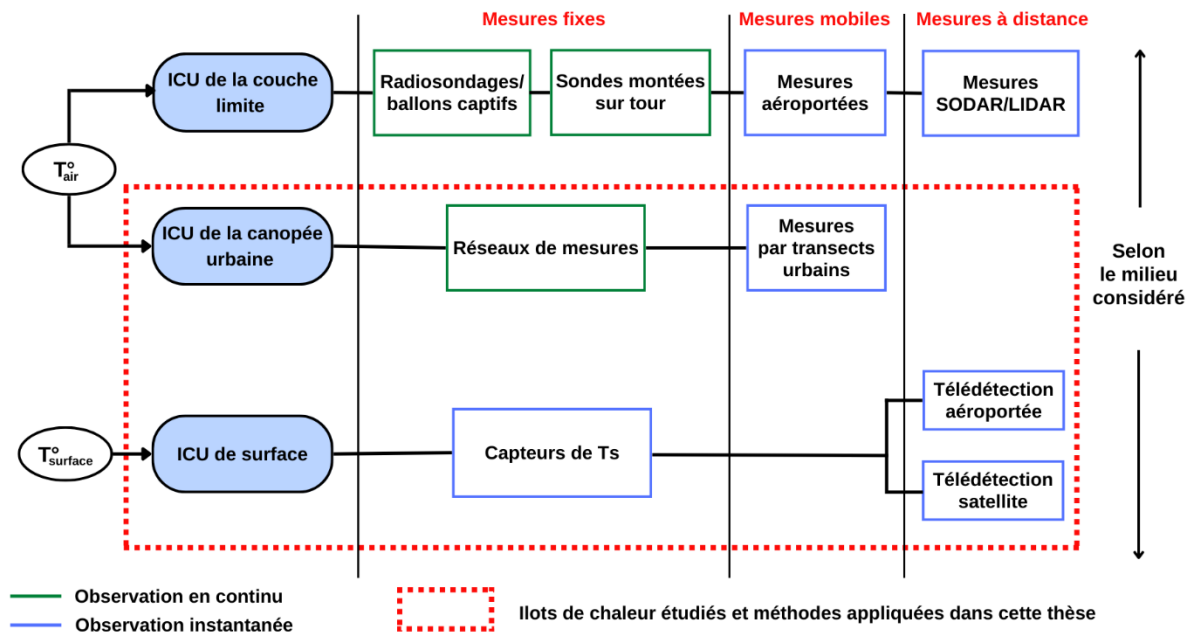 Mesures fixes
Mesures mobiles
Mesures à distance
ICU de la couche
limite
Radiosondages/
ballons captifs
Sondes montées
sur tour
Mesures
aéroportées
Mesures
SODAR/LIDAR
T°
air
ICU de la canopée
urbaine
Réseaux de mesures
Mesures
par transects
urbains
Selon
le milieu
considéré
T°
surface
ICU de surface
Capteurs de Ts
Télédétection
aéroportée
Télédétection
satellite
Observation en continu
Observation instantanée
Ilots de chaleur étudiés et méthodes appliquées dans cette thèse